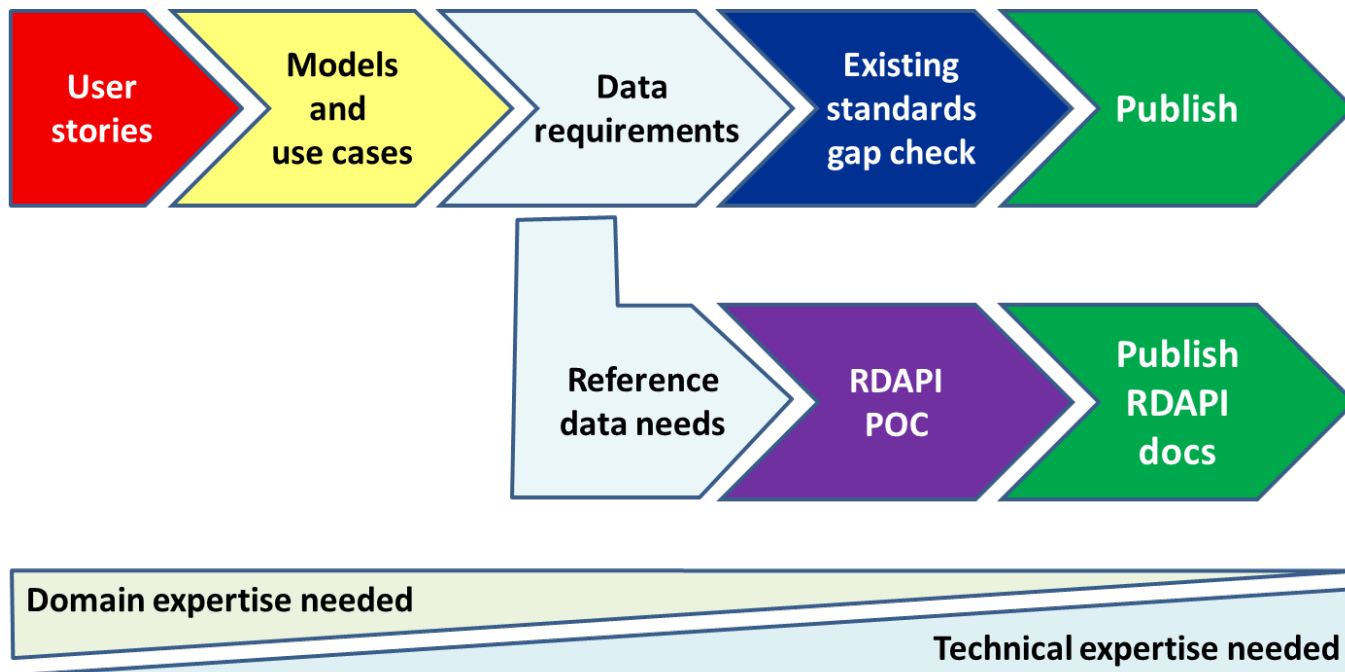 User
stories
Models
and
use cases
Data
requirements
Existing
standards
gap check
Publish
Reference
data needs
RDAPI
POC
Publish
RDAPI
docs
Domain expertise needed
Technical expertise needed